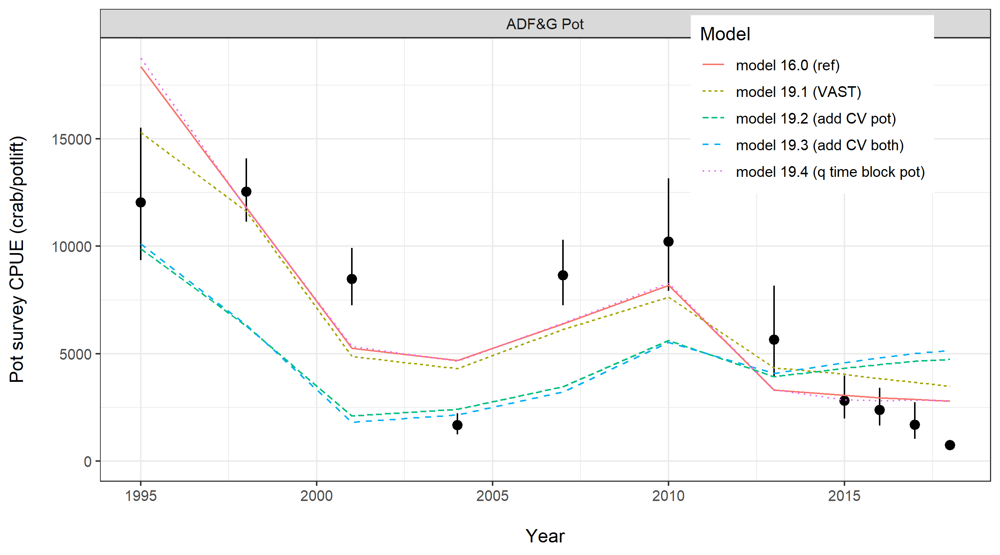 ADF&G Pot
Model
model 16.0 (ref)
model 19.1 (VAST)
model 19.2 (add CV pot)
model 19.3 (add CV both)
model 19.4 (q time block pot)
Pot survey CPUE (crab/potlift)
15000
10000
5000
0
1995
2000
2005
2010
2015
Year